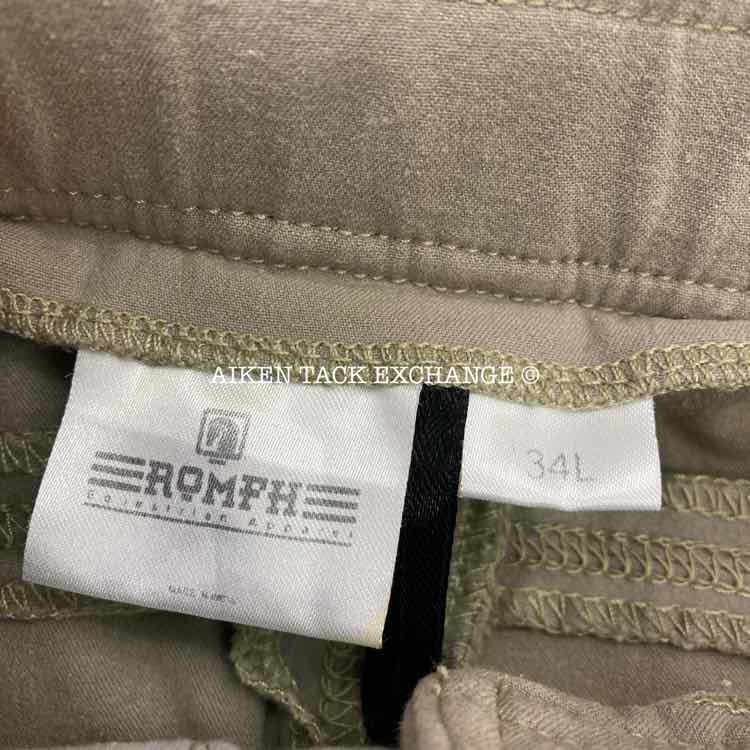 AIKEN TACK EXCHANGE ©
ROMFH
Equestrian Apparel
34L